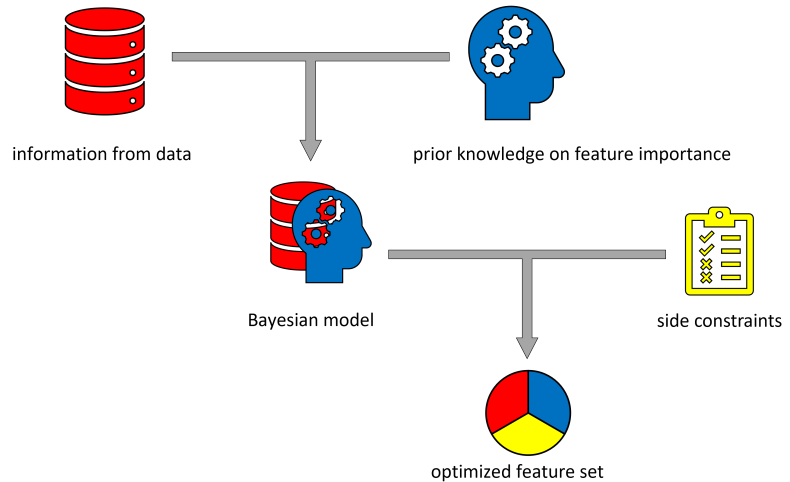 information from data
prior knowledge on feature importance
Bayesian model
side constraints
optimized feature set